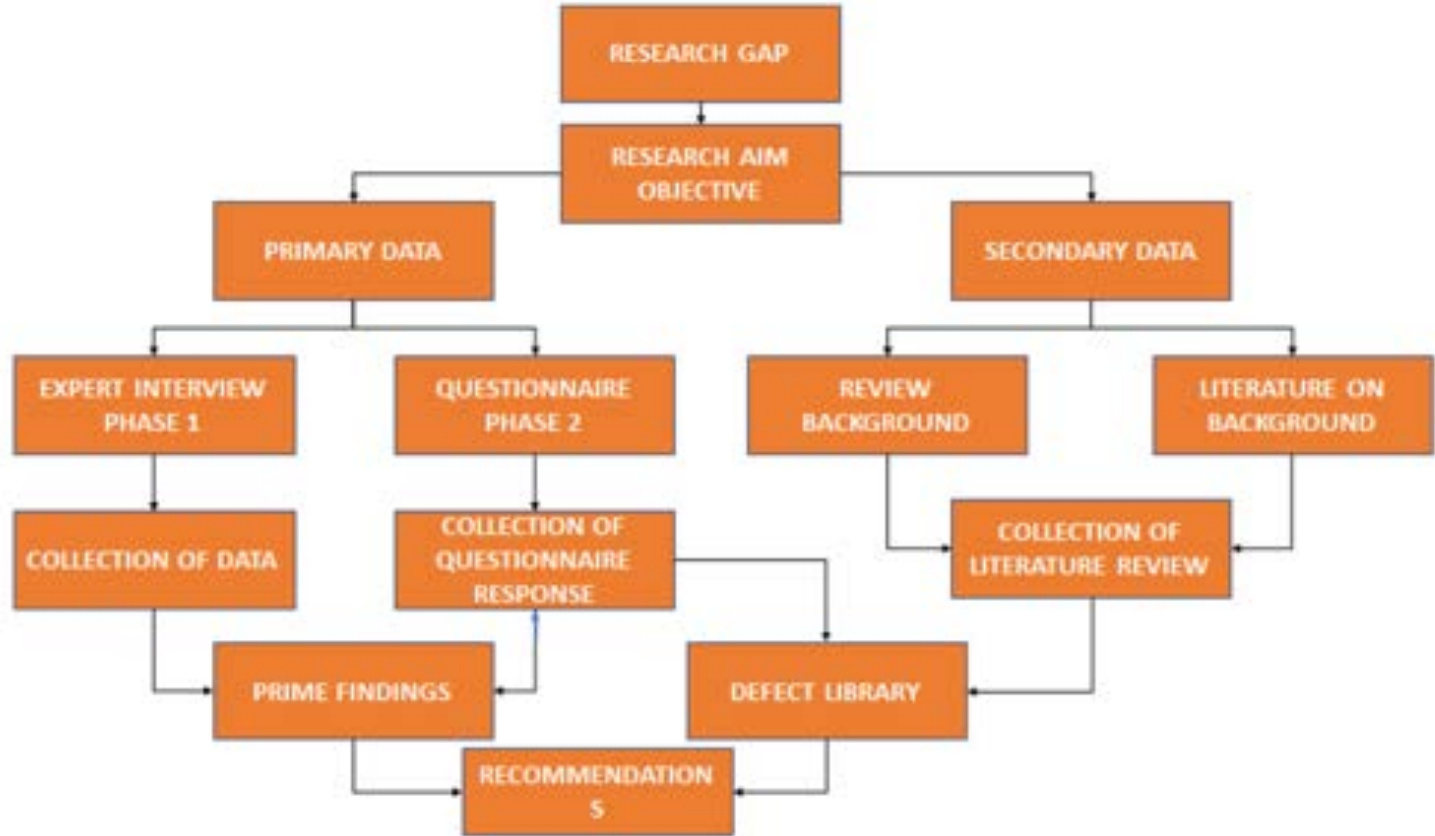 RESEARCH GAP
RESEARCH AIM
OBJECTIVE
PRIMARY DATA
SECONDARY DATA
EXPERT INTERVIEW
PHASE 1
QUESTIONNAIRE
PHASE 2
REVIEW
BACKGROUND
LITERATURE ON
BACKGROUND
COLLECTION OF DATA
COLLECTION OF
QUESTIONNAIRE
RESPONSE
COLLECTION OF
LITERATURE REVIEW
PRIME FINDINGS
DEFECT LIBRARY
RECOMMENDATION
S